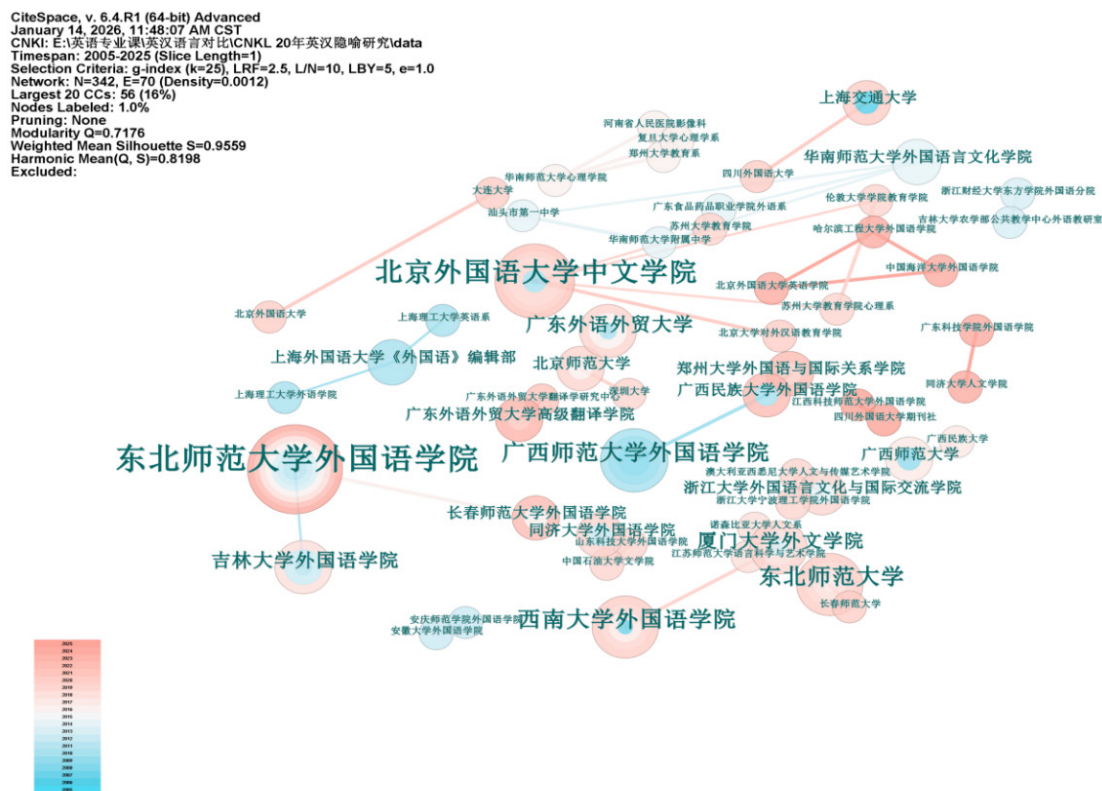 CiteSpace, v. 6.4.R1 (64-bit) Advanced
January 14, 2026, 11:48:07 AM CST
CNKI: E:\英语专业课\英汉语言对比\CNKL 20年英汉隐喻研究\data
Timespan: 2005-2025 (Slice Length=1)
Selection Criteria: g-index (k=25), LRF=2.5, L/N=10, LBY=5, e=1.0
Network: N=342, E=70 (Density=0.0012)
Largest 20 CCs: 56 (16%)
Nodes Labeled: 1.0%
Pruning: None
Modularity Q=0.7176
Weighted Mean Silhouette S=0.9559
Harmonic Mean(Q, S)=0.8198
Excluded:
上海交通大学
河南省人民医院影像科
复旦大学心理学系
郑州大学教育系
华南师范大学外国语言文化学院
四川外国语大学
华南师范大学心理学院
大连大学
浙江财经大学东方学院外国语分院
伦敦大学学院教育学院
广东食品药品职业学院外语系
汕头市第一中学
吉林大学农学部公共教学中心外语教研室
苏州大学教育学院
哈尔滨工程大学外国语学院
华南师范大学附属中学
中国海洋大学外国语学院
北京外国语大学中文学院
北京外国语大学英语学院
苏州大学教育学院心理系
北京外国语大学
上海理工大学英语系
广东外语外贸大学
北京大学对外汉语教育学院
广东科技学院外国语学院
上海外国语大学《外国语》编辑部
北京师范大学
郑州大学外国语与国际关系学院
同济大学人文学院
广西民族大学外国语学院
上海理工大学外语学院
广东外语外贸大学翻译学研究中心
深圳大学
江西科技师范大学外国语学院
广东外语外贸大学高级翻译学院
四川外国语大学期刊社
广西民族大学
东北师范大学外国语学院
广西师范大学外国语学院
广西师范大学
澳大利亚西悉尼大学人文与传媒艺术学院
浙江大学外国语言文化与国际交流学院
浙江大学宁波理工学院外国语学院
长春师范大学外国语学院
诺森比亚大学人文系
同济大学外国语学院
山东科技大学外国语学院
厦门大学外文学院
吉林大学外国语学院
江苏师范大学语言科学与艺术学院
中国石油大学文学院
东北师范大学
长春师范大学
安庆师范学院外国语学院
西南大学外国语学院
安徽大学外国语学院
2025
2024
2023
2022
2021
2020
2019
2018
2017
2016
2015
2014
2013
2012
2011
2010
2009
2008
2007
2006